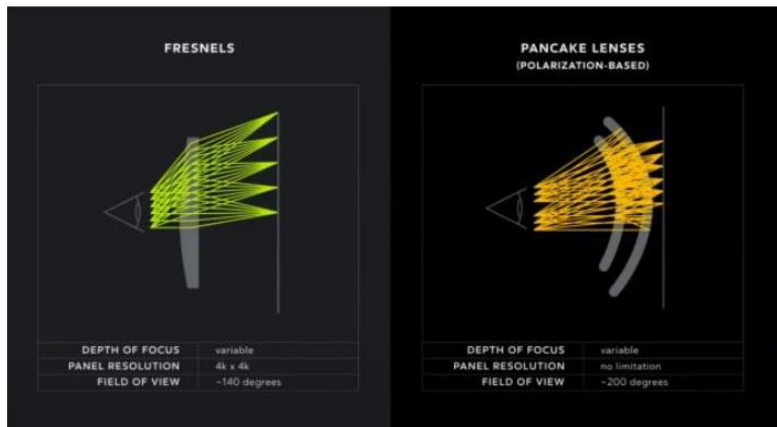 FRESNELS
DEPTH OF FOCUS variable
PANEL RESOLUTION 4k x 4k
FIELD OF VIEW ~140 degrees
PANCAKE LENSES
(POLARIZATION-BASED)
DEPTH OF FOCUS variable
PANEL RESOLUTION no limitation
FIELD OF VIEW ~200 degrees